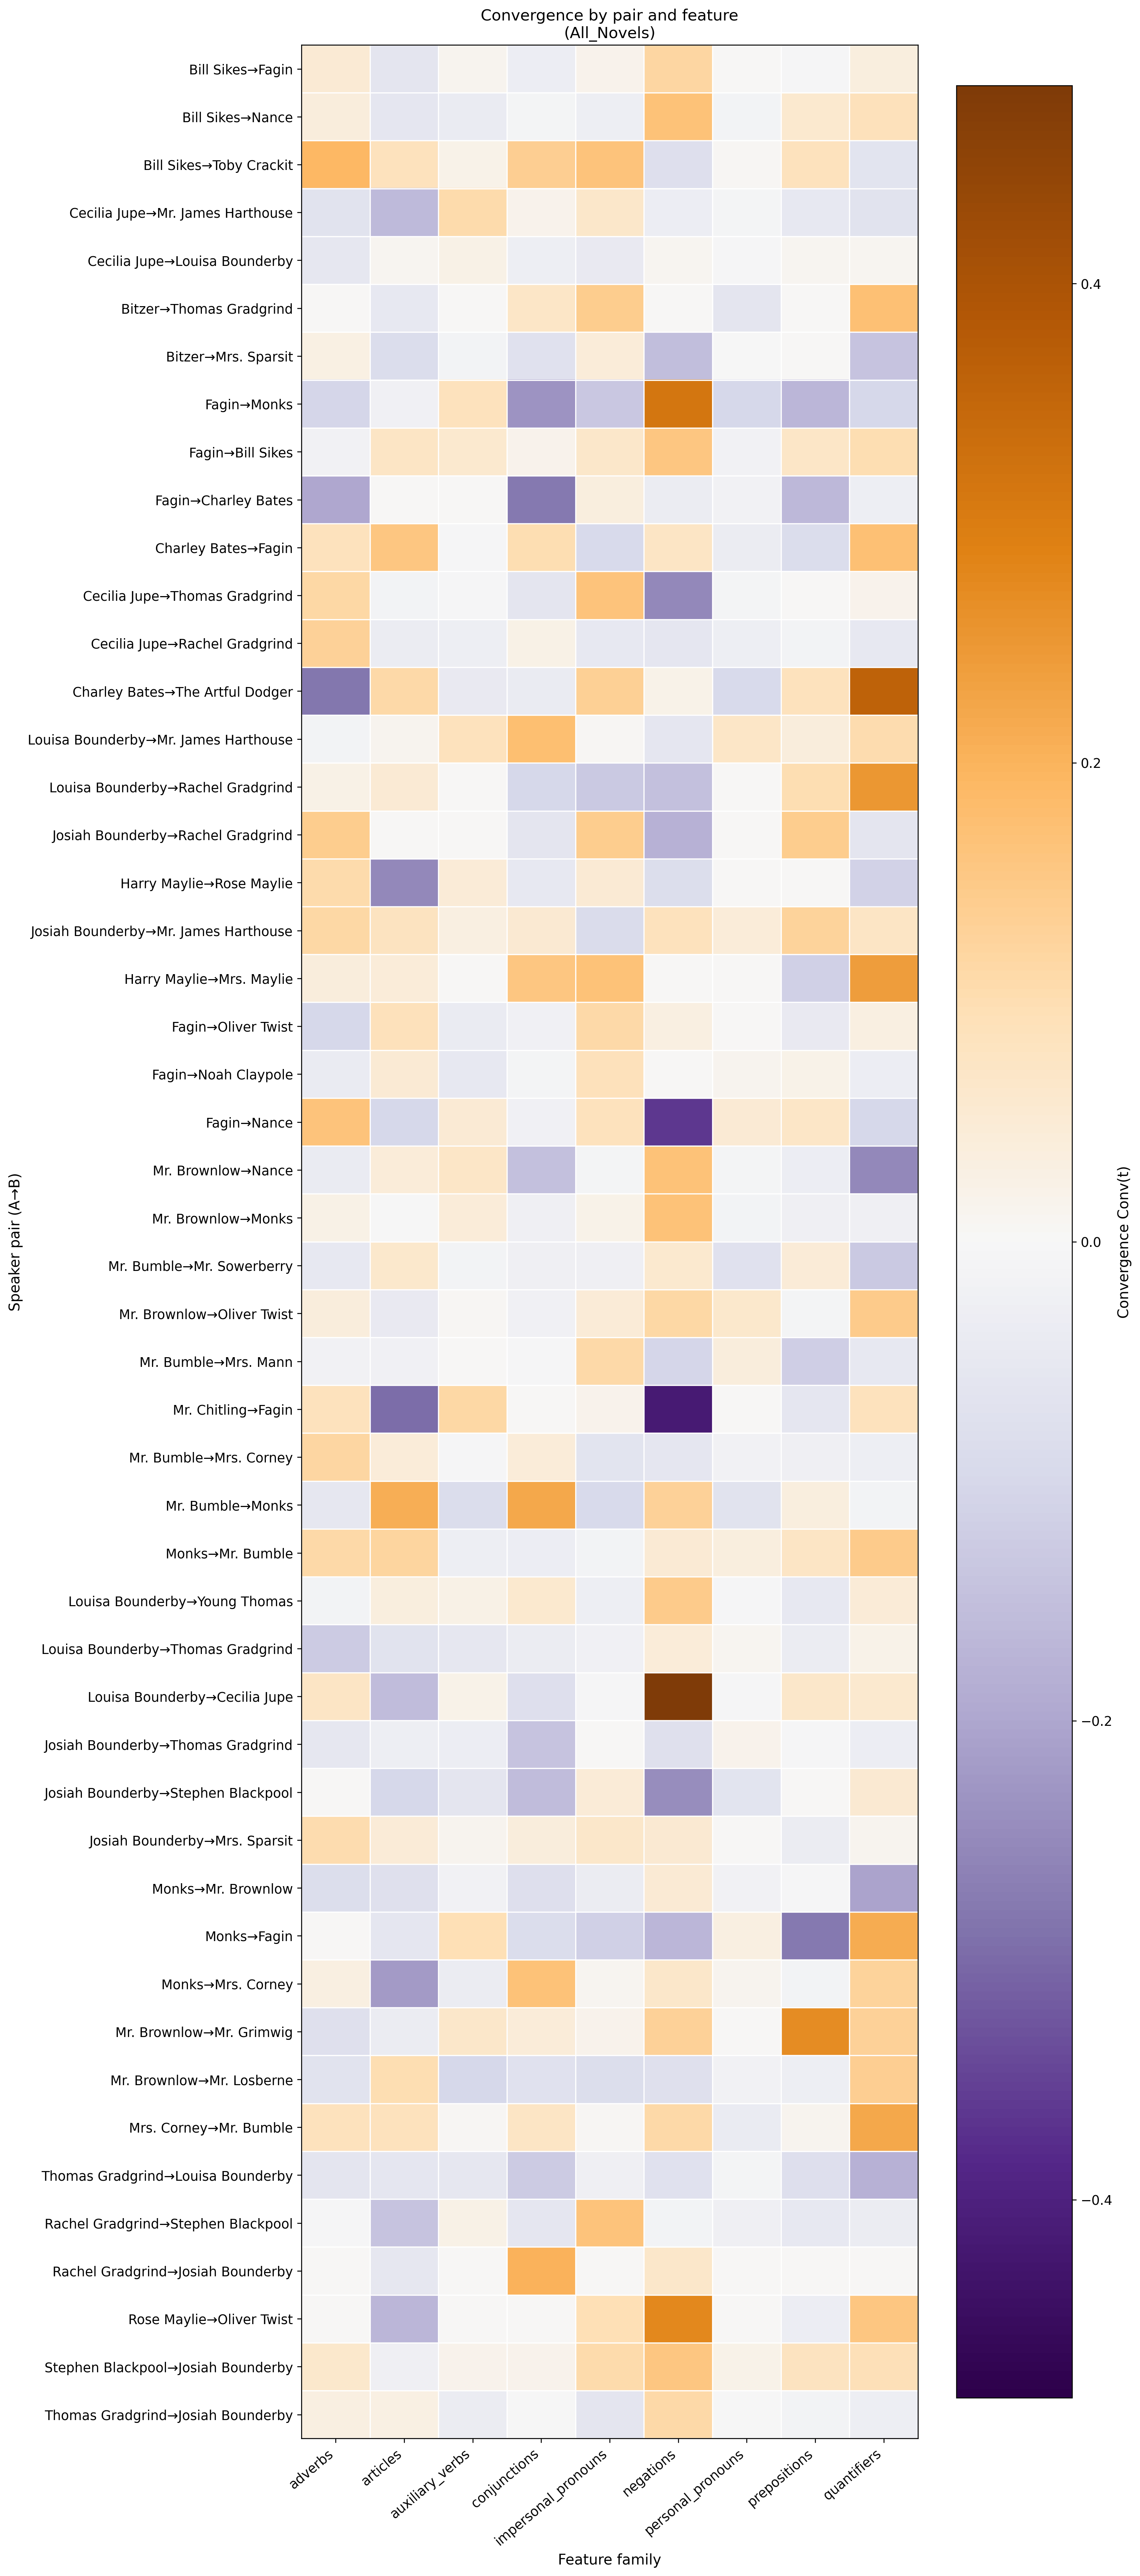 Convergence by pair and feature
(All_Novels)
Bill Sikes→Fagin
Bill Sikes→Nance
Bill Sikes→Toby Crackit
Cecilia Jupe→Mr. James Harthouse
Cecilia Jupe→Louisa Bounderby
Bitzer→Thomas Gradgrind
Bitzer→Mrs. Sparsit
Fagin→Monks
Fagin→Bill Sikes
Fagin→Charley Bates
Charley Bates→Fagin
Cecilia Jupe→Thomas Gradgrind
Cecilia Jupe→Rachel Gradgrind
Charley Bates→The Artful Dodger
Louisa Bounderby→Mr. James Harthouse
Louisa Bounderby→Rachel Gradgrind
Josiah Bounderby→Rachel Gradgrind
Harry Maylie→Rose Maylie
Josiah Bounderby→Mr. James Harthouse
Harry Maylie→Mrs. Maylie
Fagin→Oliver Twist
Fagin→Noah Claypole
Fagin→Nance
Mr. Brownlow→Nance
Mr. Brownlow→Monks
Mr. Bumble→Mr. Sowerberry
Mr. Brownlow→Oliver Twist
Mr. Bumble→Mrs. Mann
Mr. Chitling→Fagin
Mr. Bumble→Mrs. Corney
Mr. Bumble→Monks
Monks→Mr. Bumble
Louisa Bounderby→Young Thomas
Louisa Bounderby→Thomas Gradgrind
Louisa Bounderby→Cecilia Jupe
Josiah Bounderby→Thomas Gradgrind
Josiah Bounderby→Stephen Blackpool
Josiah Bounderby→Mrs. Sparsit
Monks→Mr. Brownlow
Monks→Fagin
Monks→Mrs. Corney
Mr. Brownlow→Mr. Grimwig
Mr. Brownlow→Mr. Losberne
Mrs. Corney→Mr. Bumble
Thomas Gradgrind→Louisa Bounderby
Rachel Gradgrind→Stephen Blackpool
Rachel Gradgrind→Josiah Bounderby
Rose Maylie→Oliver Twist
Stephen Blackpool→Josiah Bounderby
Thomas Gradgrind→Josiah Bounderby
Speaker pair (A→B)
adverbs
articles
auxiliary_verbs
conjunctions
impersonal_pronouns
negations
personal_pronouns
prepositions
quantifiers
Feature family
0.4
0.2
0.0
−0.2
−0.4
Convergence Conv(t)